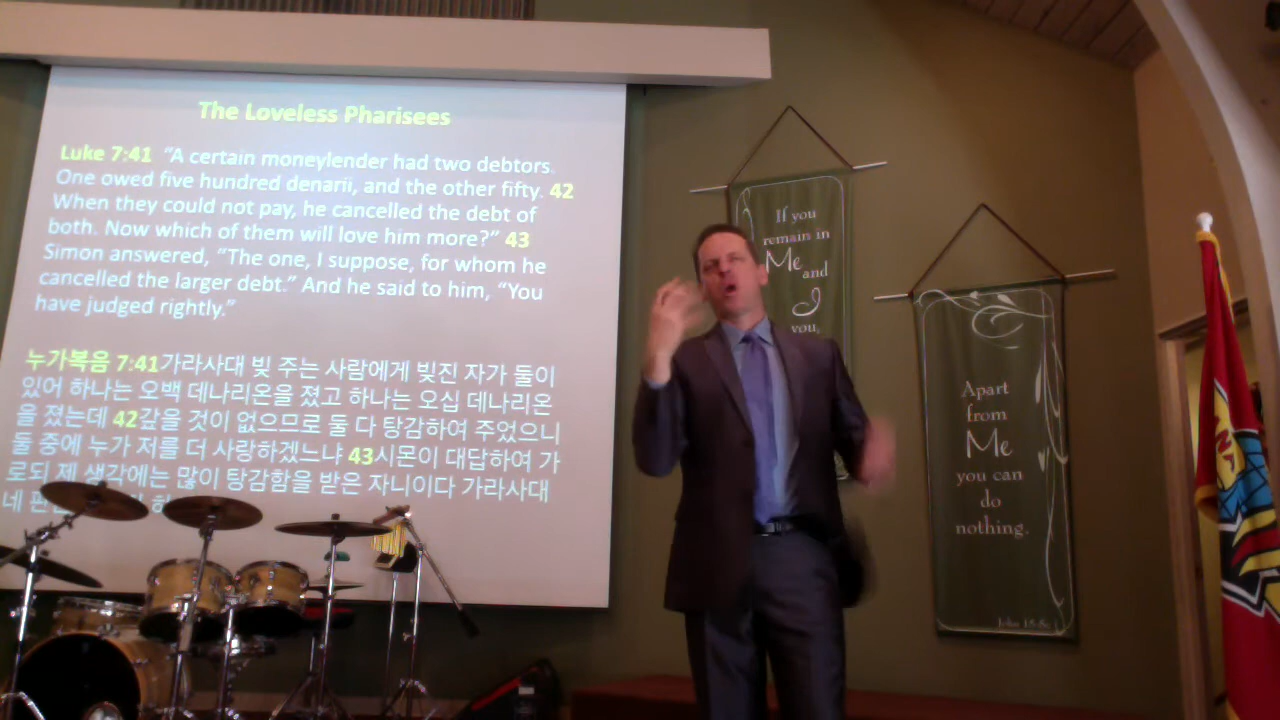 The Loveless Pharisees
Luke 7:41 “A certain moneylender had two debtors.
One owed five hundred denarii, and the other fifty. 42
When they could not pay, he cancelled the debt of
both. Now which of them will love him more?” 43
Simon answered, “The one, I suppose, for whom he
cancelled the larger debt.” And he said to him, “You
have judged rightly.”
누가복음 7:41가라사대 빚 주는 사람에게 빚진 자가 둘이
있어 하나는 오백 데나리온을 졌고 하나는 오십 데나리온
을 졌는데 42갚을 것이 없으므로 둘 다 탕감하여 주었으니
둘 중에 누가 저를 더 사랑하겠느냐 43시몬이 대답하여 가
로되 제 생각에는 많이 탕감함을 받은 자니이다 가라사대
네
If you
remain in
Me and
I
you,
Apart
from
Me
you can
do
nothing.